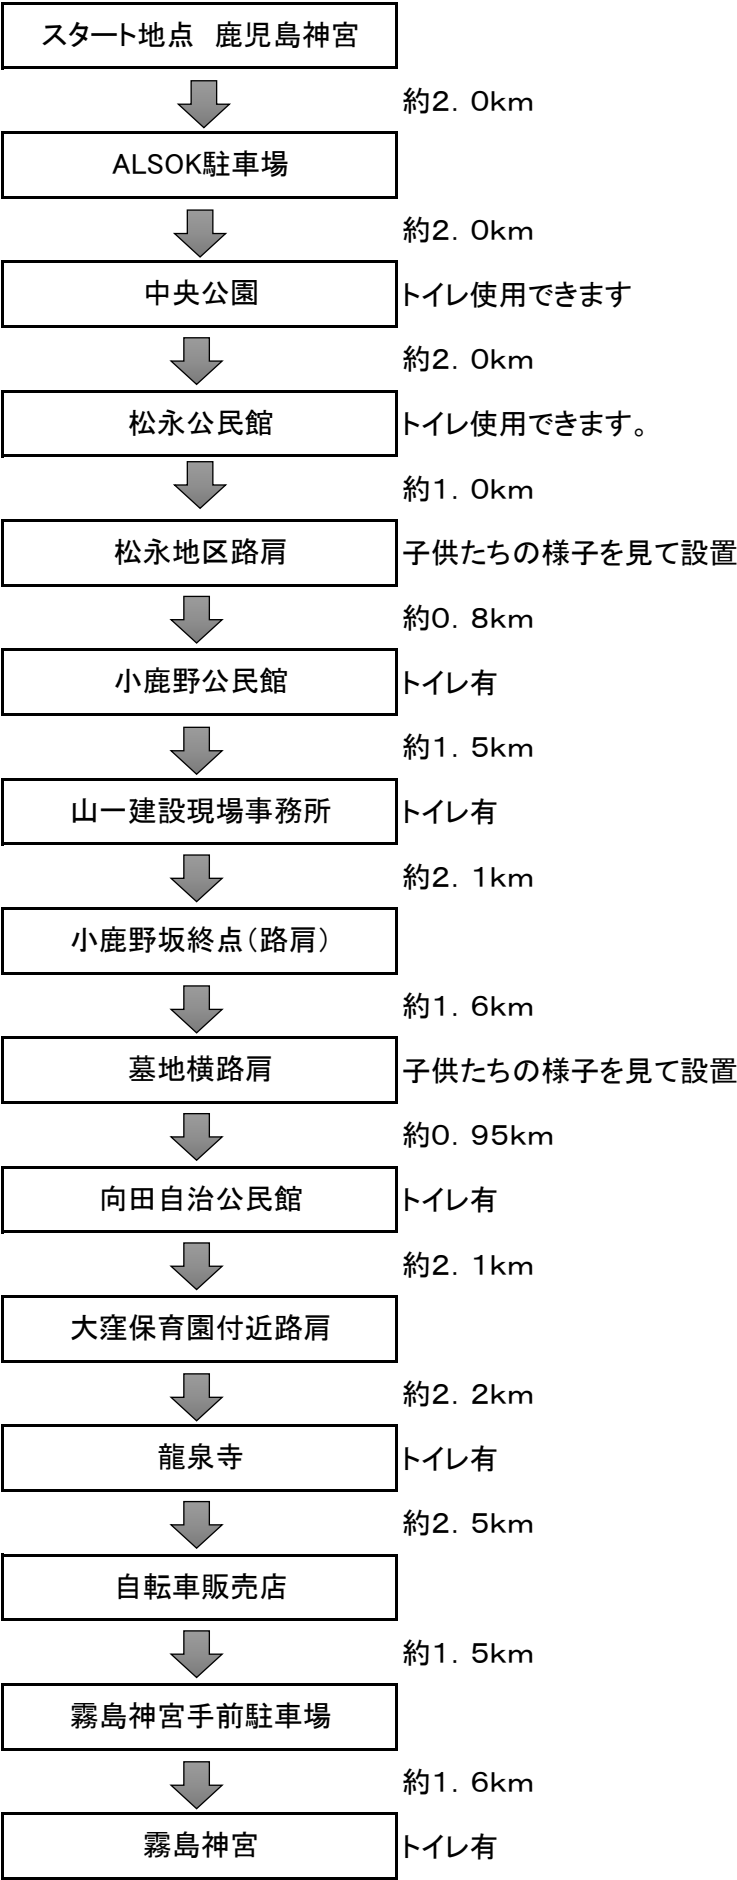 スタート地点　鹿児島神宮
約２．０ｋｍ
ALSOK駐車場
約２．０ｋｍ
中央公園
トイレ使用できます
約２．０ｋｍ
松永公民館
トイレ使用できます。
約１．０ｋｍ
松永地区路肩
子供たちの様子を見て設置
約０．８ｋｍ
小鹿野公民館
トイレ有
約１．５ｋｍ
山一建設現場事務所
トイレ有
約２．１ｋｍ
小鹿野坂終点（路肩）
約１．６ｋｍ
墓地横路肩
子供たちの様子を見て設置
約０．９５ｋｍ
向田自治公民館
トイレ有
約２．１ｋｍ
大窪保育園付近路肩
約２．２ｋｍ
龍泉寺
トイレ有
約２．５ｋｍ
自転車販売店
約１．５ｋｍ
霧島神宮手前駐車場
約１．６ｋｍ
霧島神宮
トイレ有